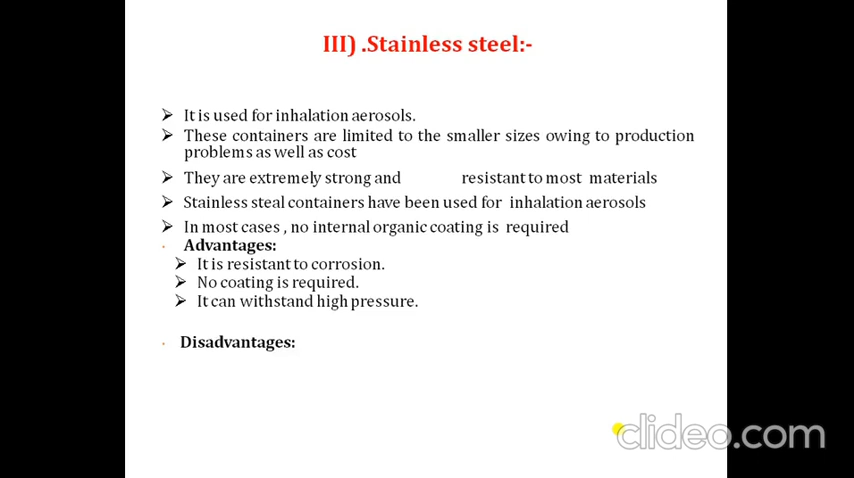 III) .Stainless steel:-
➢ It is used for inhalation aerosols.
➢ These containers are limited to the smaller sizes owing to production
problems as well as cost
➢ They are extremely strong and resistant to most materials
➢ Stainless steal containers have been used for inhalation aerosols
➢ In most cases , no internal organic coating is required
· Advantages:
➢ It is resistant to corrosion.
➢ No coating is required.
➢ It can withstand high pressure.
· Disadvantages:
clideo.com